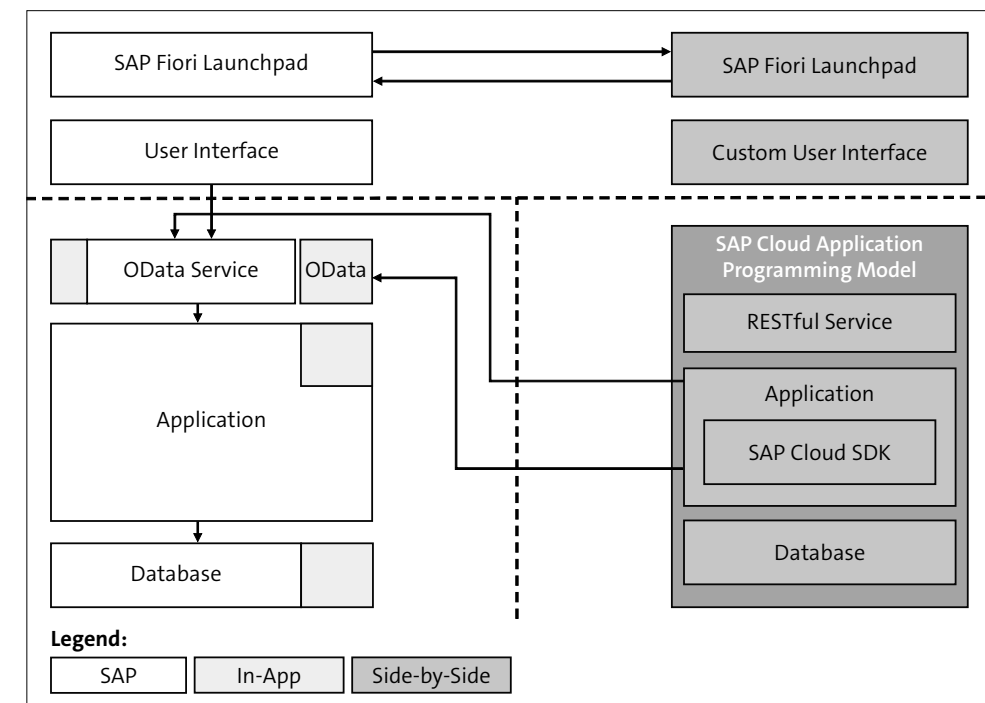 SAP Fiori Launchpad
SAP Fiori Launchpad
User Interface
Custom User Interface
OData Service
OData
Application
Database
SAP Cloud Application
Programming Model
RESTful Service
Application
SAP Cloud SDK
Database
Legend:
SAP
In-App
Side-by-Side